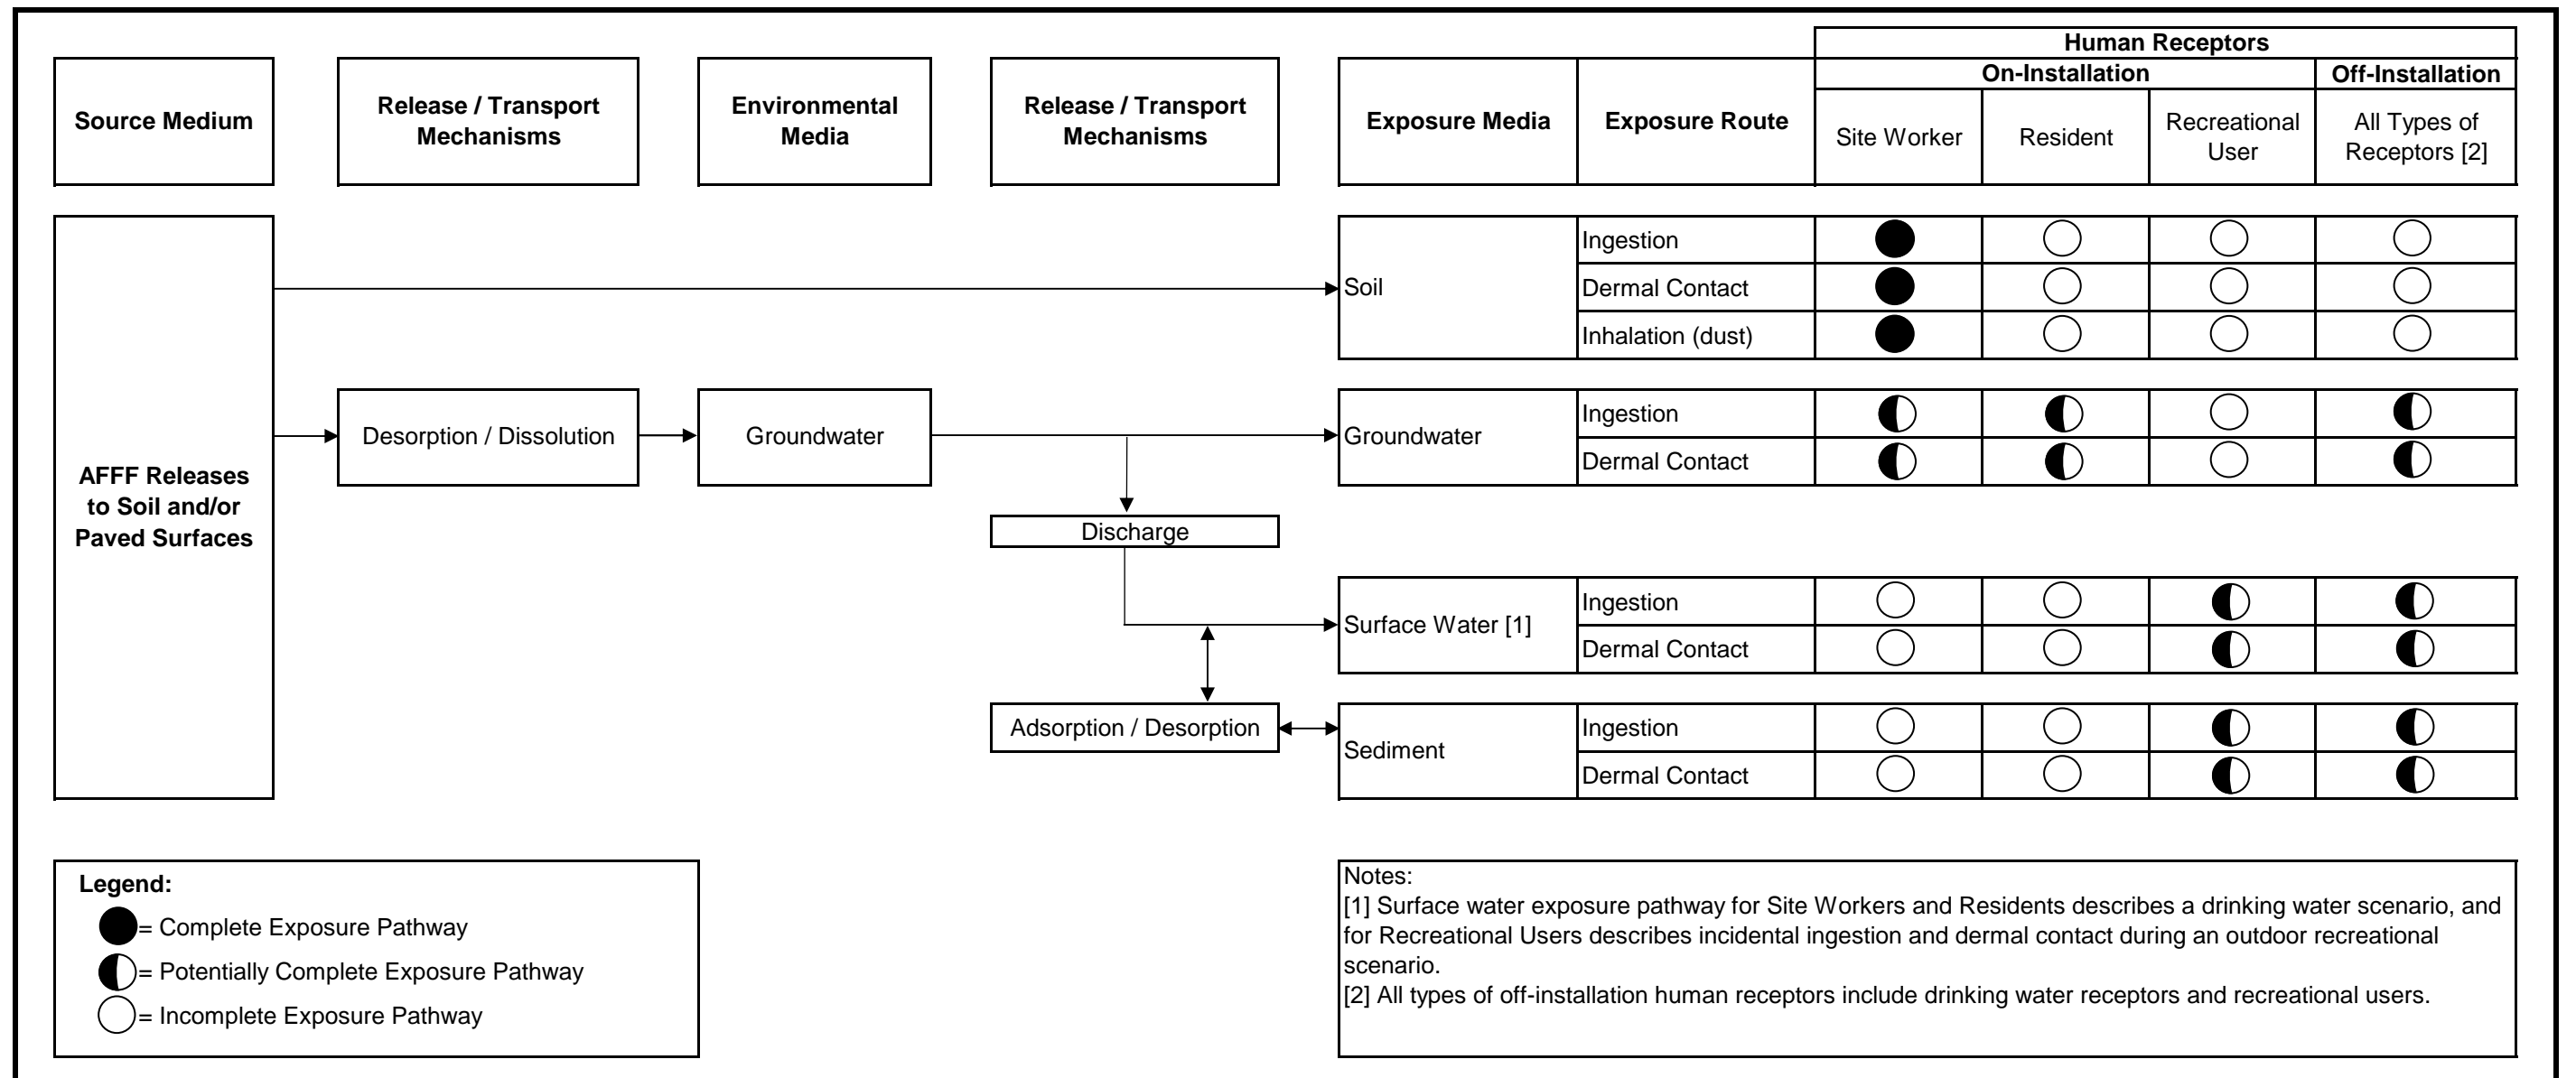 Human Receptors
On-Installation
Off-Installation
Source Medium
Release / Transport
Mechanisms
Environmental
Media
Release / Transport
Mechanisms
Exposure Media
Exposure Route
Site Worker
Resident
Recreational
User
All Types of
Receptors [2]
AFFF Releases
to Soil and/or
Paved Surfaces
Soil
Ingestion
Dermal Contact
Inhalation (dust)
Desorption / Dissolution
Groundwater
Groundwater
Ingestion
Dermal Contact
Discharge
Surface Water [1]
Ingestion
Dermal Contact
Adsorption / Desorption
Sediment
Ingestion
Dermal Contact
Legend:
= Complete Exposure Pathway
= Potentially Complete Exposure Pathway
= Incomplete Exposure Pathway
Notes:
[1] Surface water exposure pathway for Site Workers and Residents describes a drinking water scenario, and
for Recreational Users describes incidental ingestion and dermal contact during an outdoor recreational
scenario.
[2] All types of off-installation human receptors include drinking water receptors and recreational users.